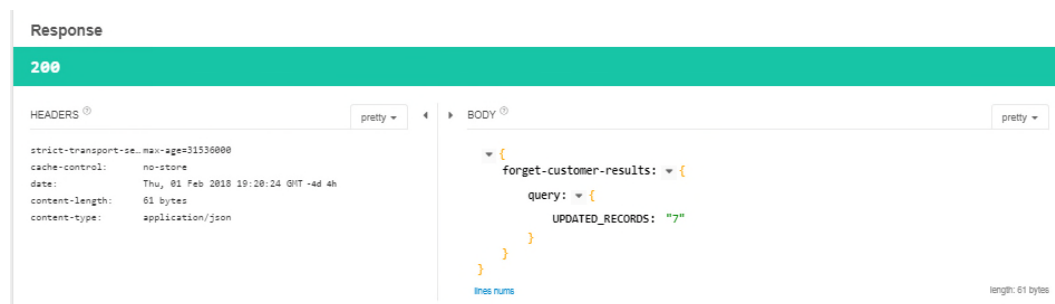 Response
200
HEADERS ?
pretty
BODY ?
pretty
strict-transport-se… max-age=31536000
cache-control: no-store
date: Thu, 01 Feb 2018 19:20:24 GMT -4d 4h
content-length: 61 bytes
content-type: application/json
{
forget-customer-results: {
query: {
UPDATED_RECORDS: "7"
}
}
}
lines nums
length: 61 bytes